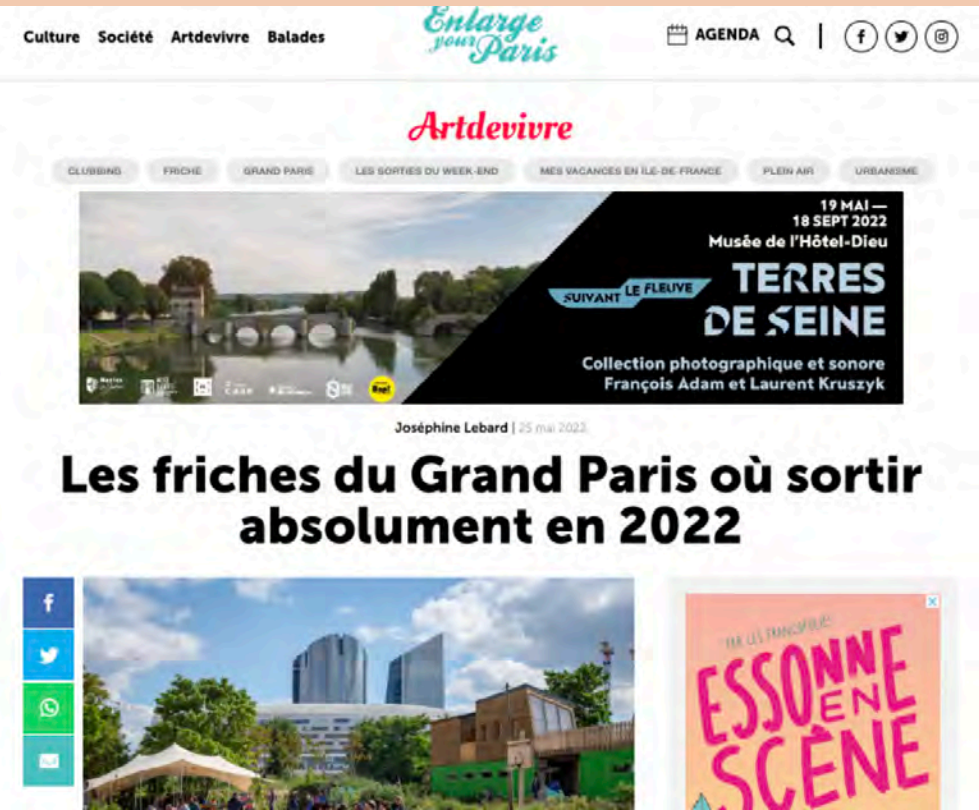 Culture Société Artdevivre Balades
Enlarge
your Paris
AGENDA
Artdevivre
CLUBBING FRICHE GRAND PARIS LES SORTIES DU WEEK-END MES VACANCES EN ÎLE-DE-FRANCE PLEIN AIR URBANISME
19 MAI —
18 SEPT 2022
Musée de l'Hôtel-Dieu
SUIVANT LE FLEUVE
TERRES
DE SEINE
Collection photographique et sonore
François Adam et Laurent Kruszyk
Joséphine Lebard | 25 mai 2022
Les friches du Grand Paris où sortir
absolument en 2022
ESSONNE
EN
SCÈNE